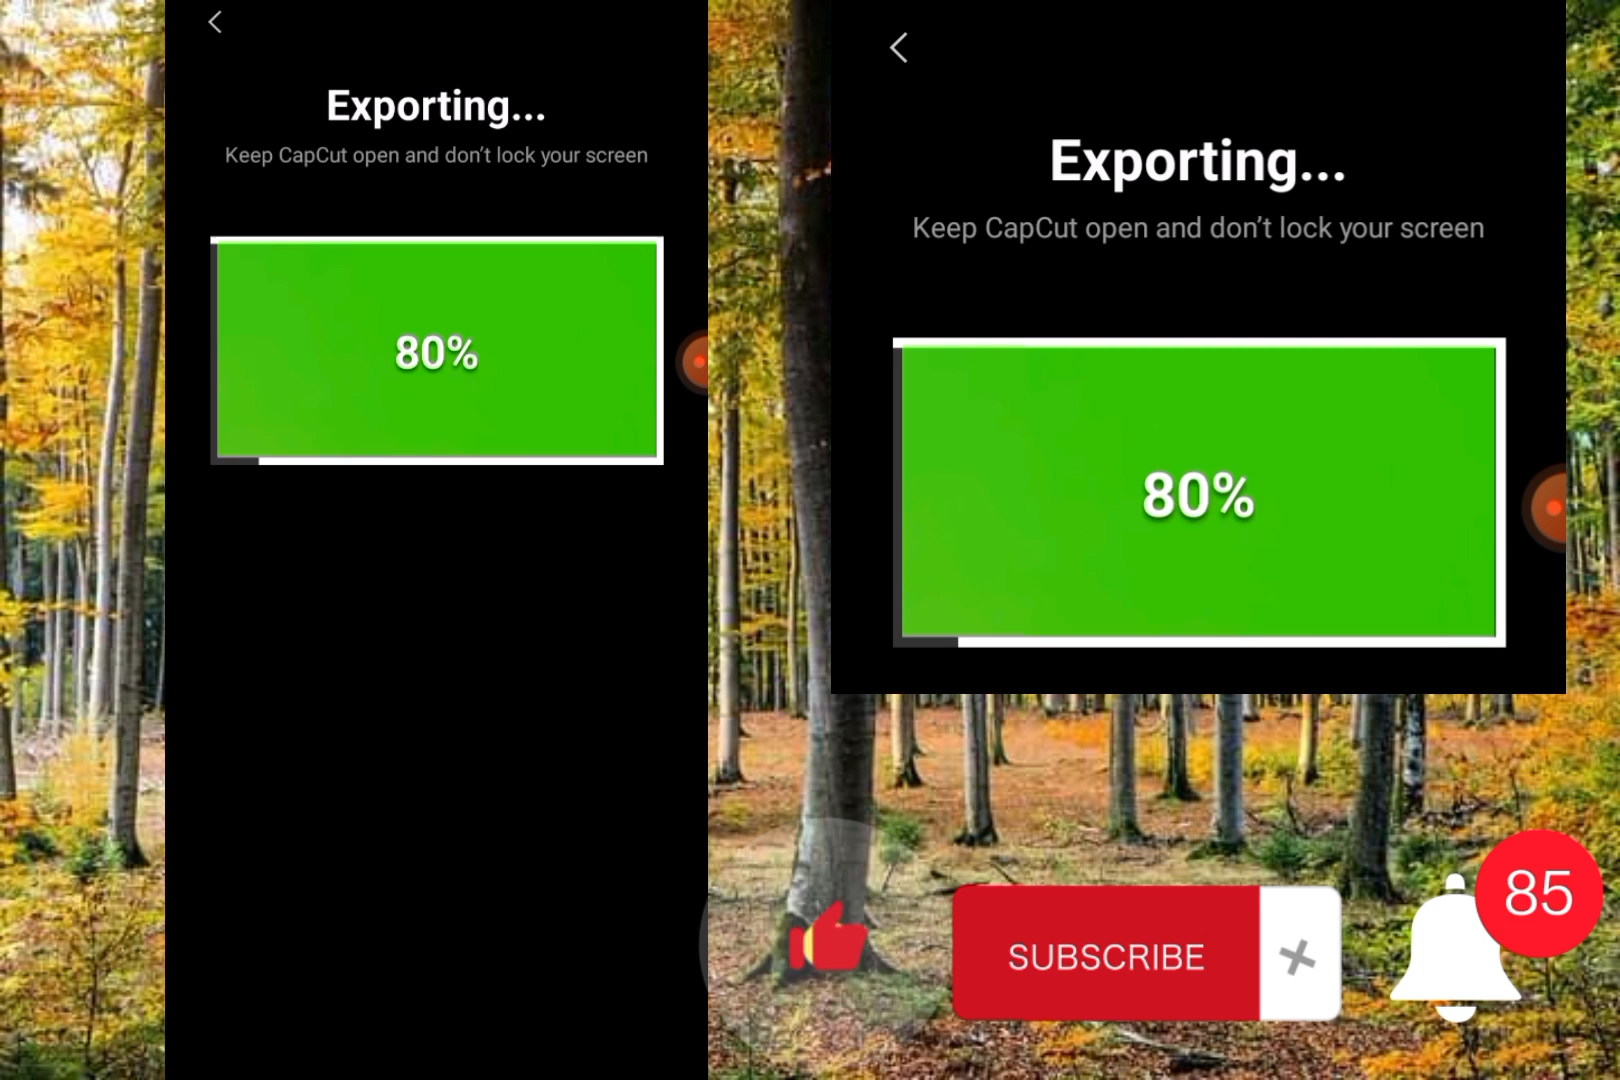 Exporting...
Keep CapCut open and don’t lock your screen
80%
Exporting...
Keep CapCut open and don’t lock your screen
80%
SUBSCRIBE
85